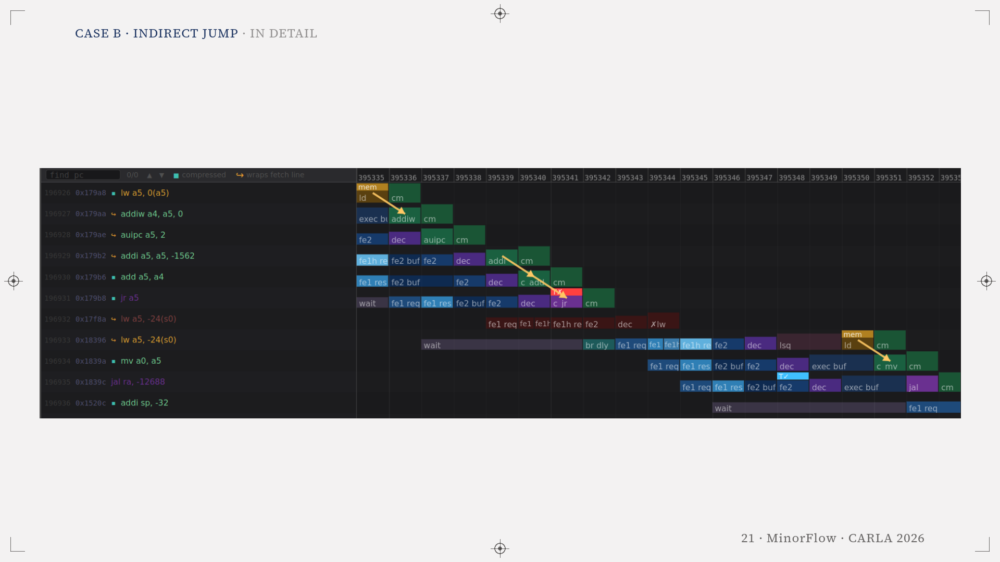 CASE B · INDIRECT JUMP · IN DETAIL
find pc 0/0 ▲ ▼ ■ compressed ↪ wraps fetch line 395335 395336 395337 395338 395339 395340 395341 395342 395343 395344 395345 395346 395347 395348 395349 395350 395351 395352 3953
mem
196926 0x179a8 ■ lw a5, 0(a5) ld cm
196927 0x179aa ↪ addiw a4, a5, 0 exec bu addiw cm
196928 0x179ae ↪ auipc a5, 2 fe2 dec auipc cm
196929 0x179b2 ↪ addi a5, a5, -1562 fe1h re fe2 buf fe2 dec addi cm
196930 0x179b6 ■ add a5, a4 fe1 res fe2 buf fe2 dec c_add cm
196931 0x179b8 ■ jr a5 wait fe1 req fe1 res fe2 buf fe2 dec c_jr cm
196932 0x17f8a ↪ lw a5, -24(s0) fe1 req fe1 fe1h fe1h re fe2 dec ✗lw
mem
196933 0x18396 ↪ lw a5, -24(s0) wait br dly fe1 req fe1 fe1h fe1h re fe2 dec lsq ld cm
196934 0x1839a ■ mv a0, a5 fe1 req fe1 res fe2 buf fe2 dec exec buf c_mv cm
T✓
196935 0x1839c jal ra, -12688 fe1 req fe1 res fe2 buf fe2 dec exec buf jal cm
196936 0x1520c ■ addi sp, -32 wait fe1 req
21 · MinorFlow · CARLA 2026